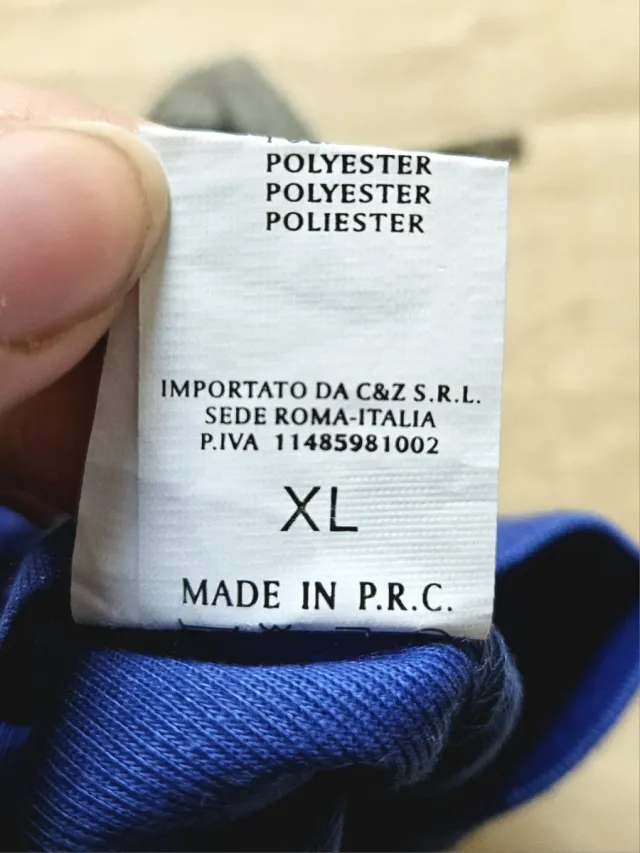 POLYESTER
POLYESTER
POLIESTER
IMPORTATO DA C&Z S.R.L.
SEDE ROMA-ITALIA
P.IVA 11485981002
XL
MADE IN P.R.C.